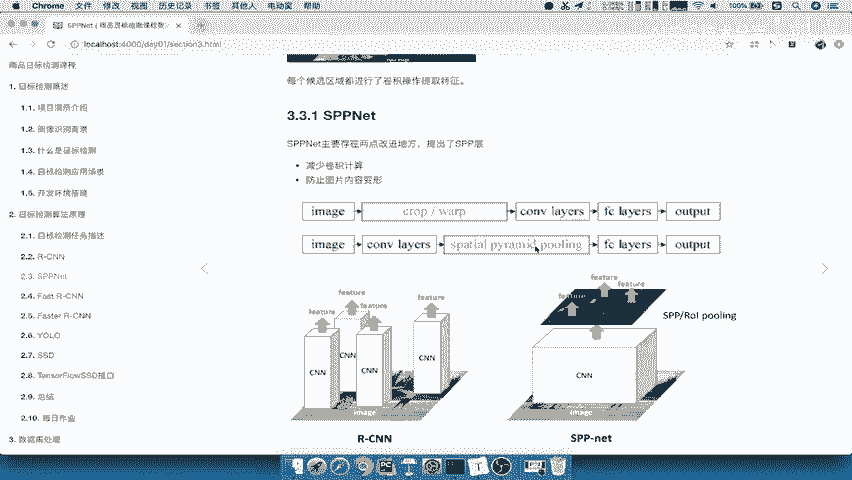 Chrome 文件 修改 视图 历史记录 书签 其他人 电动窗 帮助
100%
SPPNet (商品目标检测课程
localhost:4000/day01/section3.html
商品目标检测课程
1. 目标检测概述
1.1. 项目演示介绍
1.2. 图像识别背景
1.3. 什么是目标检测
1.4. 目标检测应用场景
1.5. 开发环境搭建
2. 目标检测算法原理
2.1. 目标检测任务描述
2.2. R-CNN
2.3. SPPNet
2.4. Fast R-CNN
2.5. Faster R-CNN
2.6. YOLO
2.7. SSD
2.8. TensorFlowSSD接口
2.9. 总结
2.10. 每日作业
3. 数据集处理
每个候选区域都进行了卷积操作提取特征。
3.3.1 SPPNet
SPPNet主要存在两点改进地方，提出了SPP层
减少卷积计算
防止图片内容变形
image crop / warp conv layers fc layers output
image conv layers spatial pyramid pooling fc layers output
feature feature feature feature
CNN CNN CNN CNN
image
R-CNN
feature feature feature
SPP/RoI pooling
CNN
image
SPP-net